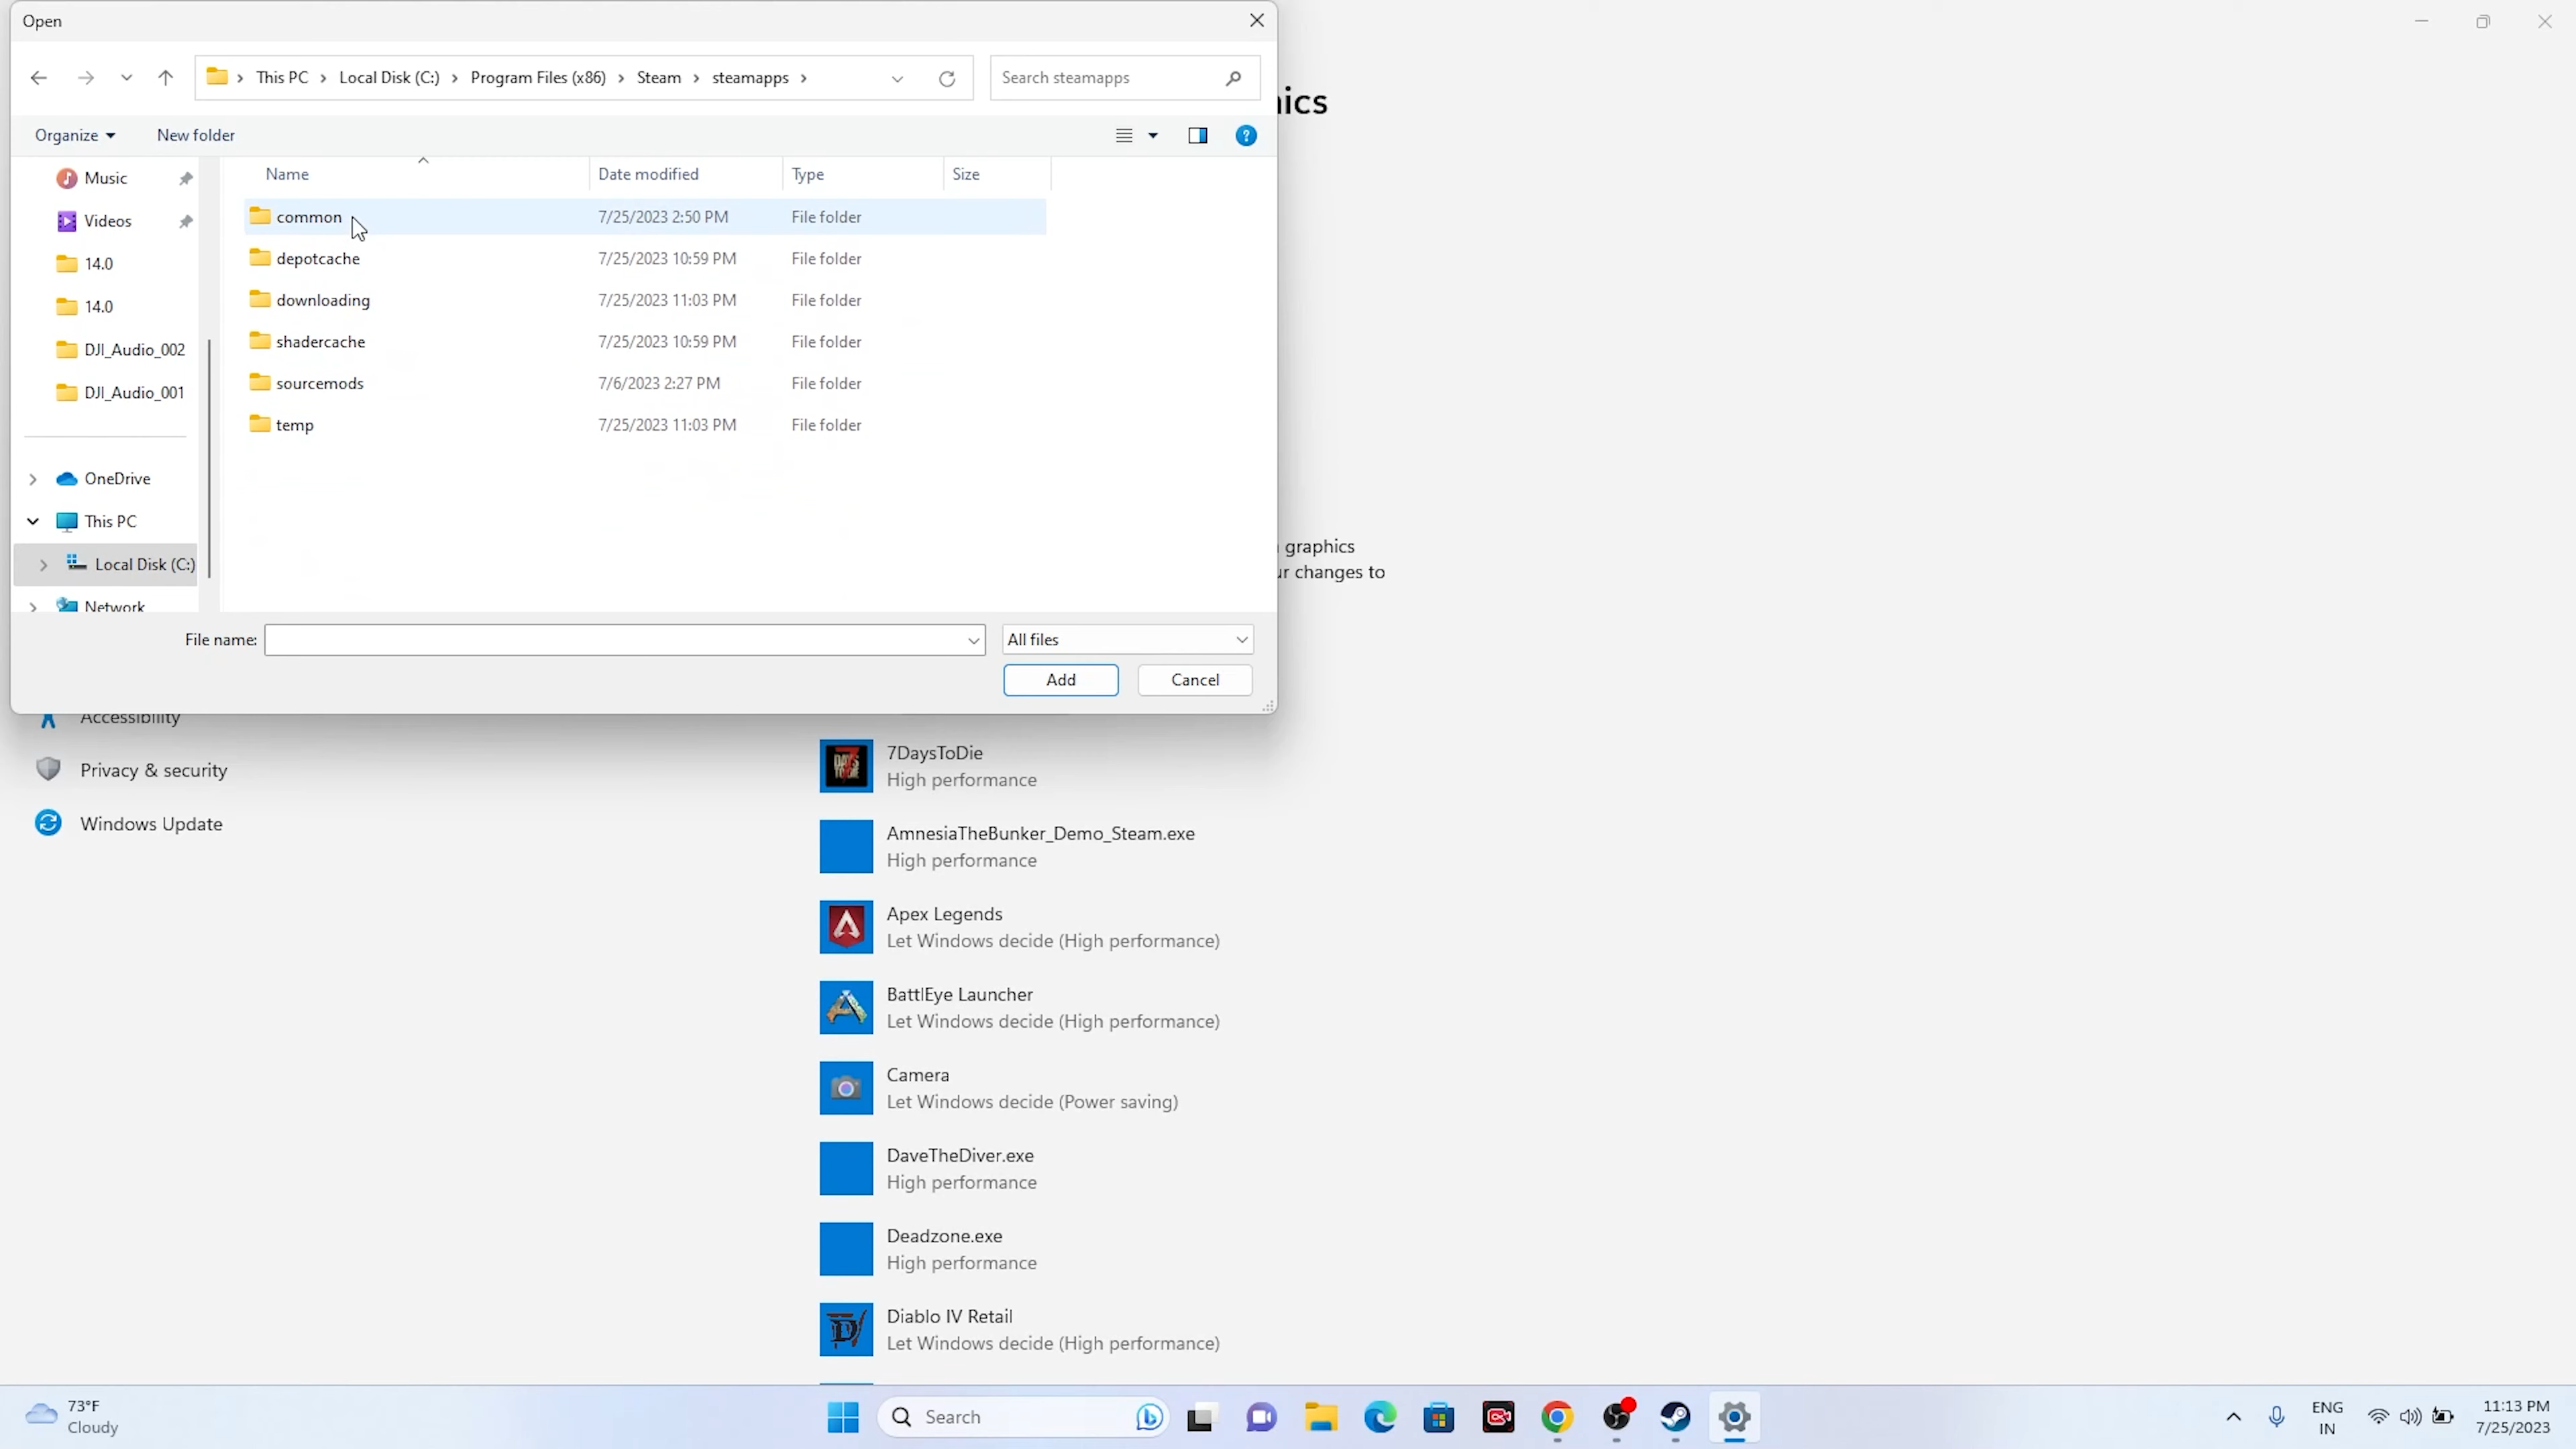 Open
This PC > Local Disk (C:) > Program Files (x86) > Steam > steamapps >
Search steamapps
ics
Organize
New folder
Name
Date modified
Type
Size
Music
Videos
14.0
14.0
DJI_Audio_002
DJI_Audio_001
OneDrive
This PC
Local Disk (C:)
Network
common 7/25/2023 2:50 PM File folder
depotcache 7/25/2023 10:59 PM File folder
downloading 7/25/2023 11:03 PM File folder
shadercache 7/25/2023 10:59 PM File folder
sourcemods 7/6/2023 2:27 PM File folder
temp 7/25/2023 11:03 PM File folder
graphics
ur changes to
File name:
All files
Add
Cancel
Accessibility
Privacy & security
Windows Update
7DaysToDie
High performance
AmnesiaTheBunker_Demo_Steam.exe
High performance
Apex Legends
Let Windows decide (High performance)
BattlEye Launcher
Let Windows decide (High performance)
Camera
Let Windows decide (Power saving)
DaveTheDiver.exe
High performance
Deadzone.exe
High performance
Diablo IV Retail
Let Windows decide (High performance)
73°F
Cloudy
Search
ENG
IN
11:13 PM
7/25/2023